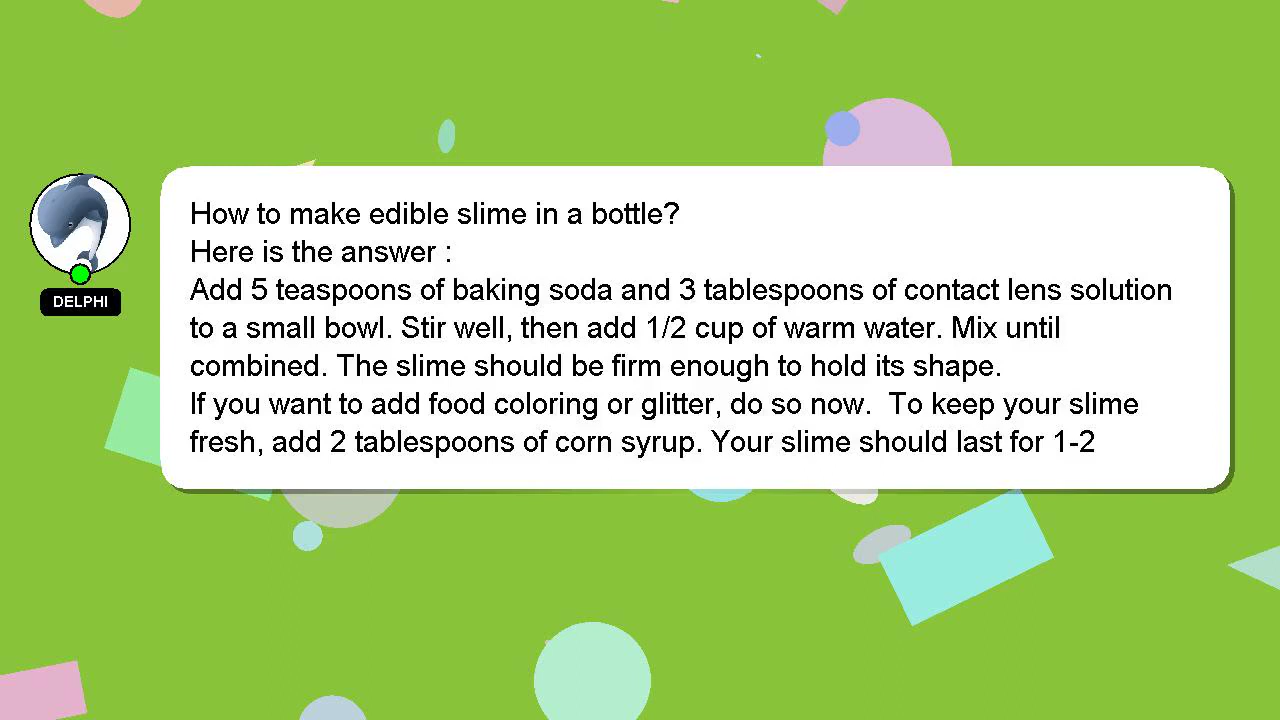 How to make edible slime in a bottle?
Here is the answer :
Add 5 teaspoons of baking soda and 3 tablespoons of contact lens solution
to a small bowl. Stir well, then add 1/2 cup of warm water. Mix until
combined. The slime should be firm enough to hold its shape.
If you want to add food coloring or glitter, do so now.  To keep your slime
fresh, add 2 tablespoons of corn syrup. Your slime should last for 1-2
DELPHI